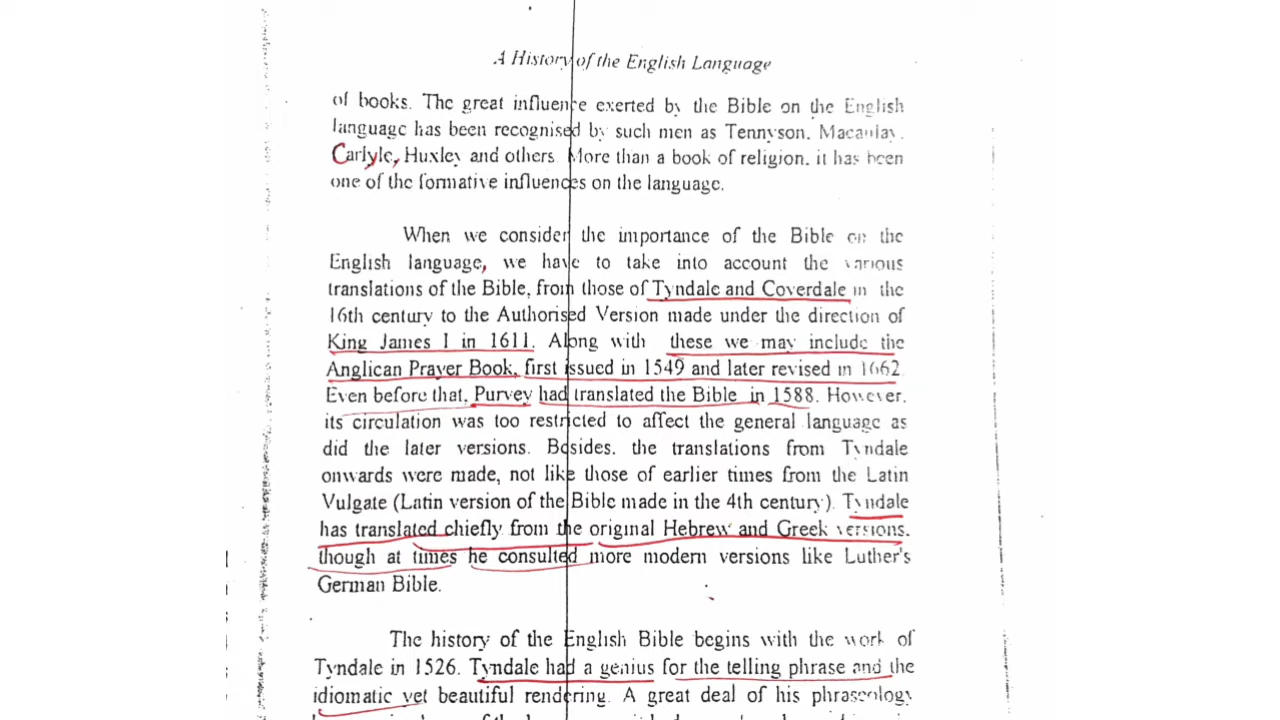 A History of the English Language
of books. The great influence exerted by the Bible on the English
language has been recognised by such men as Tennyson. Macaulay.
Carlyle, Huxley and others. More than a book of religion, it has been
one of the formative influences on the language.
When we consider the importance of the Bible on the
English language, we have to take into account the various
translations of the Bible, from those of Tyndale and Coverdale in the
16th century to the Authorised Version made under the direction of
King James I in 1611. Along with these we may include the
Anglican Prayer Book, first issued in 1549 and later revised in 1662
Even before that, Purvey had translated the Bible in 1588. However,
its circulation was too restricted to affect the general language as
did the later versions. Besides, the translations from Tyndale
onwards were made, not like those of earlier times from the Latin
Vulgate (Latin version of the Bible made in the 4th century). Tyndale
has translated chiefly from the original Hebrew and Greek versions,
though at times he consulted more modern versions like Luther's
German Bible.
The history of the English Bible begins with the work of
Tyndale in 1526. Tyndale had a genius for the telling phrase and the
idiomatic yet beautiful rendering. A great deal of his phraseology